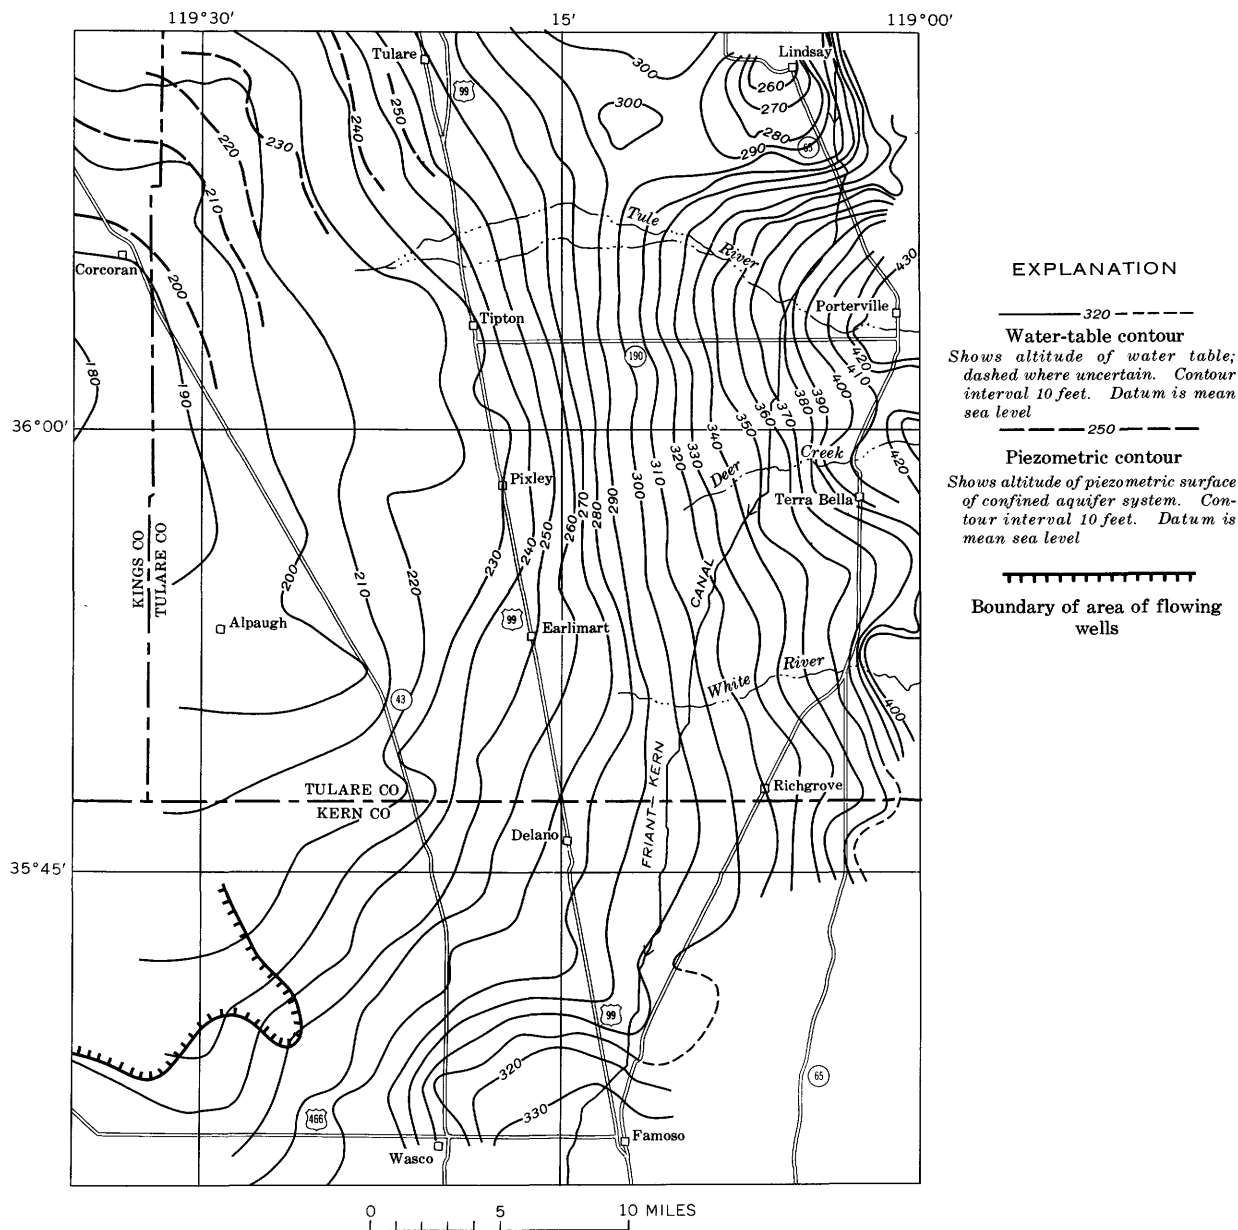 119°30' 15' 119°00'
Tulare
99
300
Lindsay
260
270
280
290
65
300
250
240
230
220
210
200
Corcoran
Tule
River
430
Porterville
Tipton
190
180
190
420
410
400
390
380
370
360
350
340
330
320
310
300
290
280
270
260
250
240
230
220
210
200
36°00'
Pixley
Deer
Creek
420
Terra Bella
KINGS CO
TULARE CO
Alpaugh
99
Earlimart
CANAL
43
White
River
400
FRIANT—KERN
TULARE CO
KERN CO
Richgrove
Delano
35°45'
99
320
330
65
466
Wasco
Famoso
0 5 10 MILES
EXPLANATION
320
Water-table contour
Shows altitude of water table;
dashed where uncertain. Contour
interval 10 feet. Datum is mean
sea level
250
Piezometric contour
Shows altitude of piezometric surface
of confined aquifer system. Con-
tour interval 10 feet. Datum is
mean sea level
Boundary of area of flowing
wells